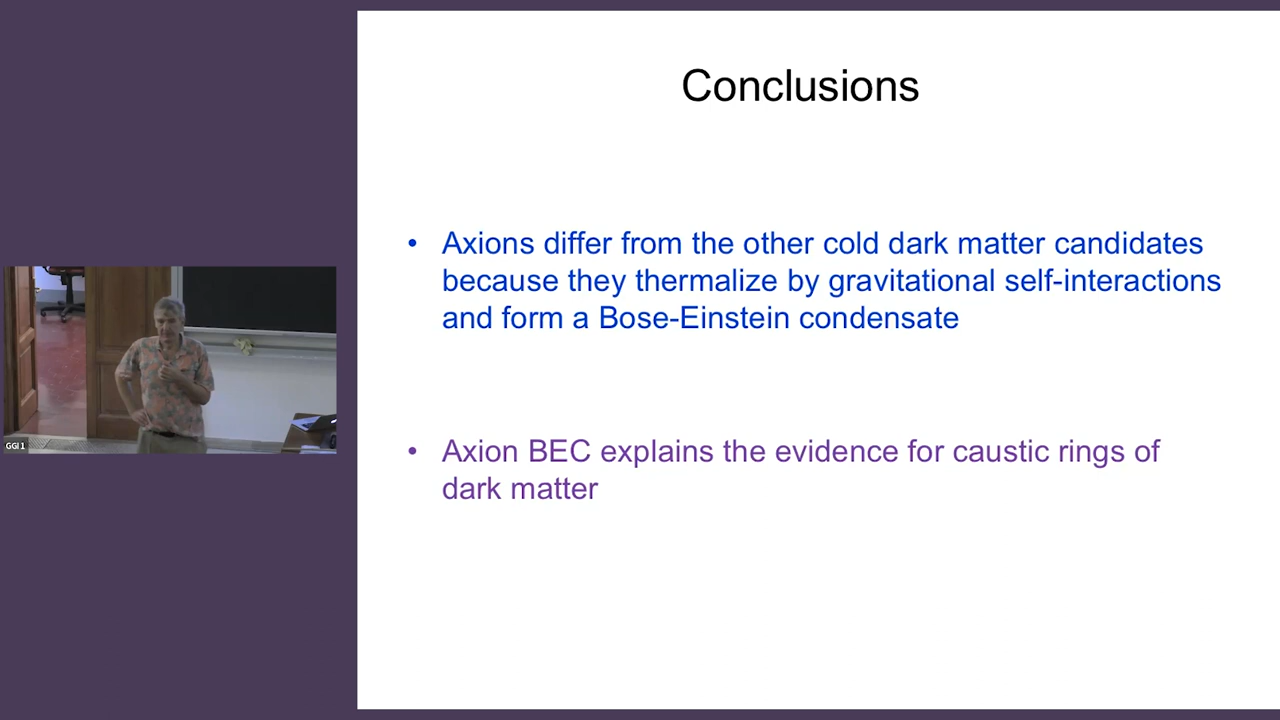 Conclusions
• Axions differ from the other cold dark matter candidates
because they thermalize by gravitational self-interactions
and form a Bose-Einstein condensate
• Axion BEC explains the evidence for caustic rings of
dark matter
GGI 1